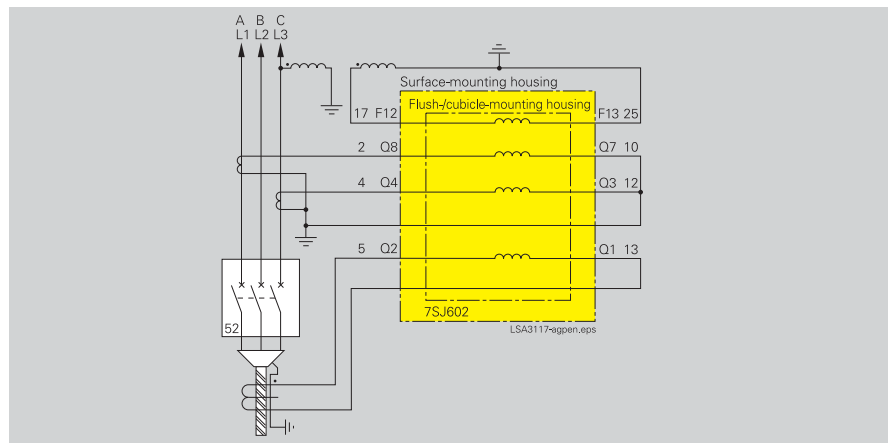 A B C
L1 L2 L3
Surface-mounting housing
Flush-/cubicle-mounting housing
17 F12 F13 25
2 Q8 Q7 10
4 Q4 Q3 12
5 Q2 Q1 13
7SJ602
52
LSA3117-agpen.eps